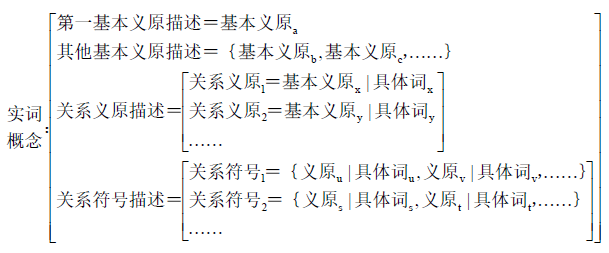 第一基本义原描述=基本义原a
其他基本义原描述={基本义原b,基本义原c,……}
实词概念:
关系义原描述=
关系义原1=基本义原x|具体词x
关系义原2=基本义原y|具体词y
……
关系符号描述=
关系符号1={义原u|具体词u,义原v|具体词v,……}
关系符号2={义原s|具体词s,义原t|具体词t,……}
……